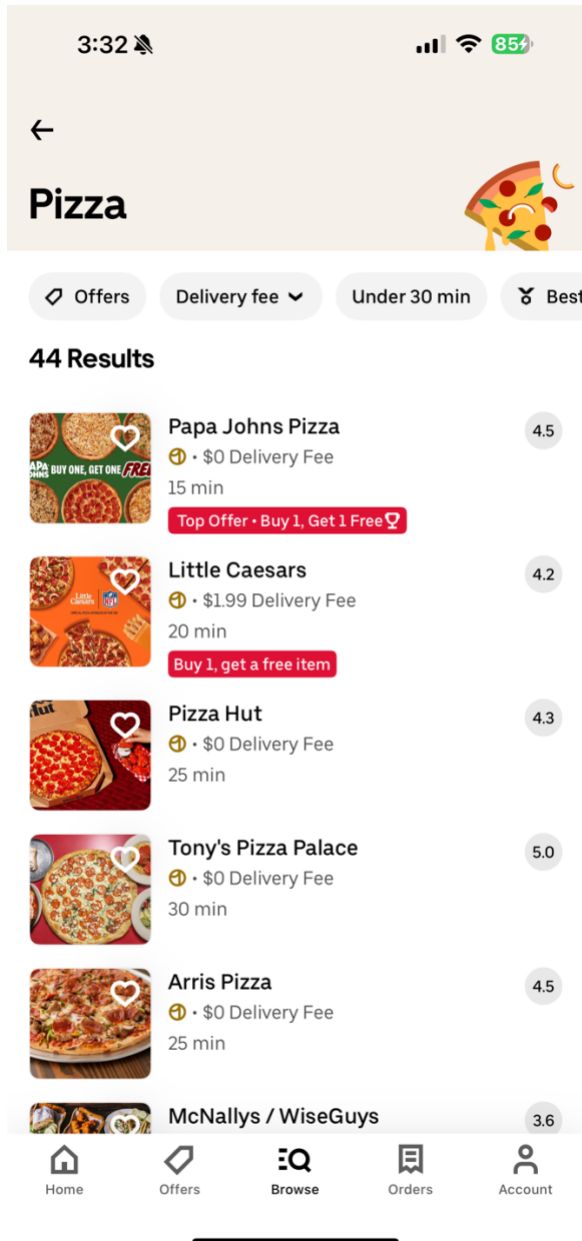 3:32
85
Pizza
Offers
Delivery fee
Under 30 min
Best
44 Results
BUY ONE, GET ONE FREE
Papa Johns Pizza
4.5
• $0 Delivery Fee
15 min
Top Offer • Buy 1, Get 1 Free
Little Caesars
Little Caesars
NFL
4.2
• $1.99 Delivery Fee
20 min
Buy 1, get a free item
Pizza Hut
4.3
• $0 Delivery Fee
25 min
Tony's Pizza Palace
5.0
• $0 Delivery Fee
30 min
Arris Pizza
4.5
• $0 Delivery Fee
25 min
McNallys / WiseGuys
3.6
Home
Offers
Browse
Orders
Account